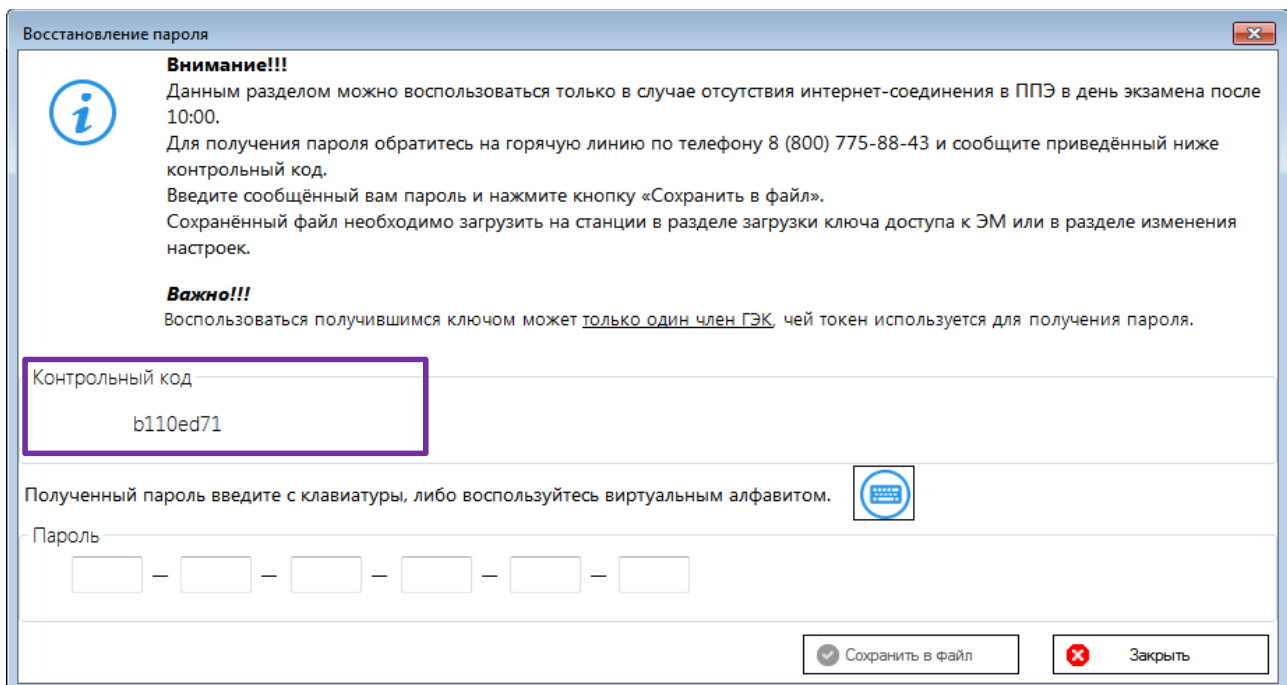 Восстановление пароля
Внимание!!!
Данным разделом можно воспользоваться только в случае отсутствия интернет-соединения в ППЭ в день экзамена после
10:00.
Для получения пароля обратитесь на горячую линию по телефону 8 (800) 775-88-43 и сообщите приведённый ниже
контрольный код.
Введите сообщённый вам пароль и нажмите кнопку «Сохранить в файл».
Сохранённый файл необходимо загрузить на станции в разделе загрузки ключа доступа к ЭМ или в разделе изменения
настроек.
Важно!!!
Воспользоваться получившимся ключом может только один член ГЭК, чей токен используется для получения пароля.
Контрольный код
b110ed71
Полученный пароль введите с клавиатуры, либо воспользуйтесь виртуальным алфавитом.
Пароль
— — — — —
Сохранить в файл
Закрыть